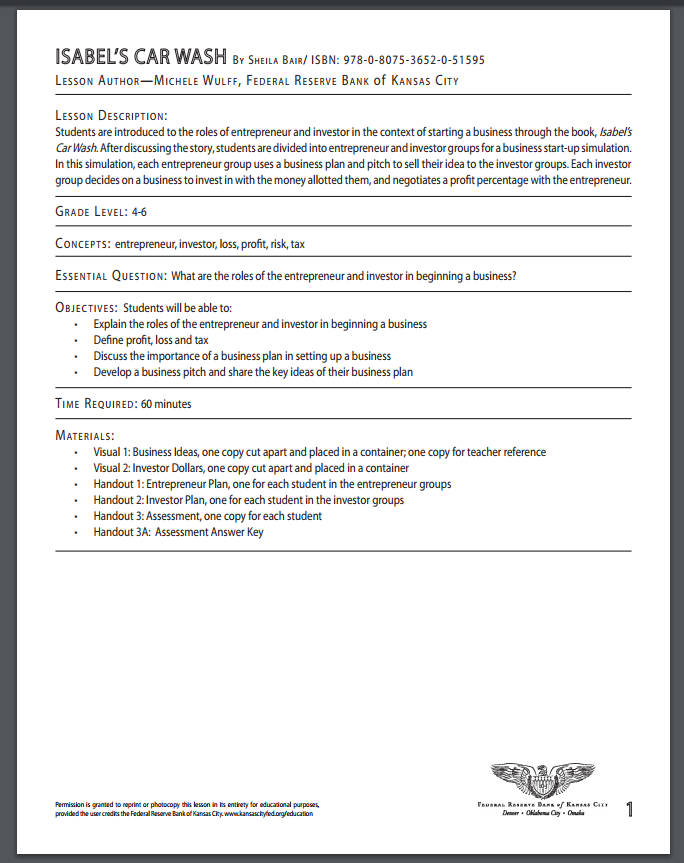 ISABEL'S CAR WASH By Sheila Bair/ ISBN: 978-0-8075-3652-0-51595
Lesson Author—Michele Wulff, Federal Reserve Bank of Kansas City
Lesson Description:
Students are introduced to the roles of entrepreneur and investor in the context of starting a business through the book, Isabel's
Car Wash. After discussing the story, students are divided into entrepreneur and investor groups for a business start-up simulation.
In this simulation, each entrepreneur group uses a business plan and pitch to sell their idea to the investor groups. Each investor
group decides on a business to invest in with the money allotted them, and negotiates a profit percentage with the entrepreneur.
Grade Level: 4-6
Concepts: entrepreneur, investor, loss, profit, risk, tax
Essential Question: What are the roles of the entrepreneur and investor in beginning a business?
Objectives: Students will be able to:
• Explain the roles of the entrepreneur and investor in beginning a business
• Define profit, loss and tax
• Discuss the importance of a business plan in setting up a business
• Develop a business pitch and share the key ideas of their business plan
Time Required: 60 minutes
Materials:
• Visual 1: Business Ideas, one copy cut apart and placed in a container; one copy for teacher reference
• Visual 2: Investor Dollars, one copy cut apart and placed in a container
• Handout 1: Entrepreneur Plan, one for each student in the entrepreneur groups
• Handout 2: Investor Plan, one for each student in the investor groups
• Handout 3: Assessment, one copy for each student
• Handout 3A: Assessment Answer Key
Permission is granted to reprint or photocopy this lesson in its entirety for educational purposes,
provided the user credits the Federal Reserve Bank of Kansas City. www.kansascityfed.org/education
Federal Reserve Bank of Kansas City
Denver • Oklahoma City • Omaha
1